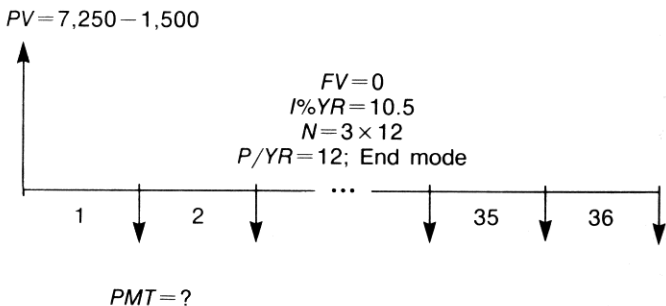 PV=7,250−1,500
FV=0
I%YR=10.5
N=3×12
P/YR=12; End mode
...
1 2 35 36
PMT=?